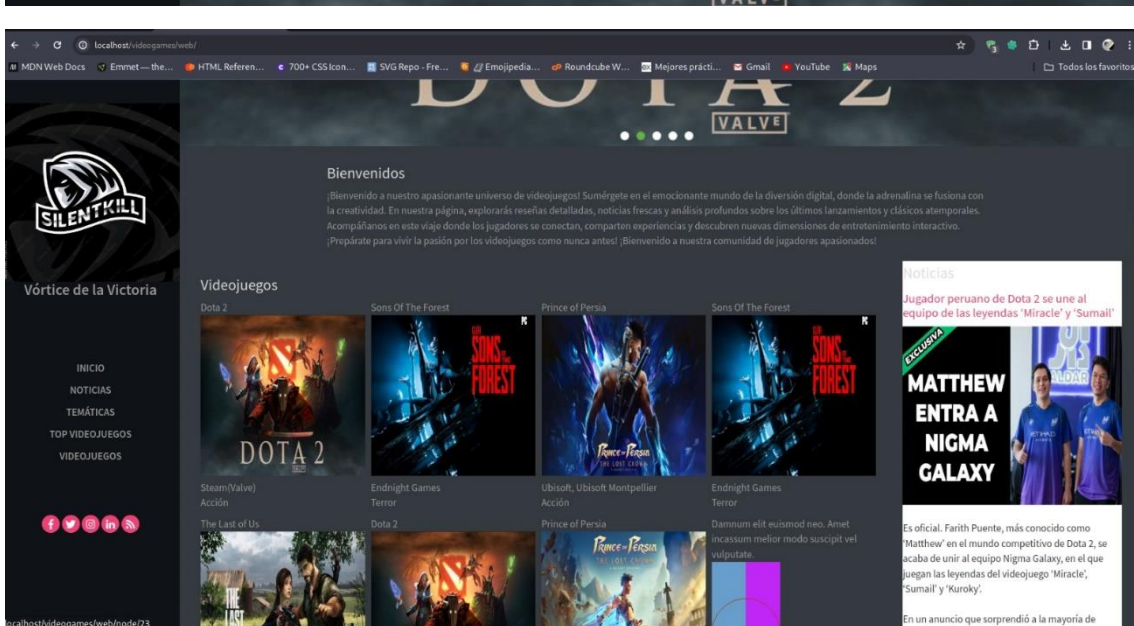 VALVE
localhost/videogames/web/
MDN Web Docs
Emmet — the...
HTML Referen...
700+ CSS Icon...
SVG Repo - Fre...
Emojipedia...
Roundcube W...
Mejores prácti...
Gmail
YouTube
Maps
Todos los favoritos
DOTA 2
VALVE
SILENTKILL
Vórtice de la Victoria
INICIO
NOTICIAS
TEMÁTICAS
TOP VIDEOJUEGOS
VIDEOJUEGOS
localhost/videogames/web/node/23
Bienvenidos
¡Bienvenido a nuestro apasionante universo de videojuegos! Sumérgete en el emocionante mundo de la diversión digital, donde la adrenalina se fusiona con
la creatividad. En nuestra página, explorarás reseñas detalladas, noticias frescas y análisis profundos sobre los últimos lanzamientos y clásicos atemporales.
Acompáñanos en este viaje donde los jugadores se conectan, comparten experiencias y descubren nuevas dimensiones de entretenimiento interactivo.
¡Prepárate para vivir la pasión por los videojuegos como nunca antes! ¡Bienvenido a nuestra comunidad de jugadores apasionados!
Videojuegos
Dota 2
DOTA 2
VALVE
Steam(Valve)
Acción
Sons Of The Forest
SONS
OF THE
FOREST
Endnight Games
Terror
Prince of Persia
PRINCE of PERSIA
THE LOST CROWN
Ubisoft, Ubisoft Montpellier
Acción
Sons Of The Forest
SONS
OF THE
FOREST
Endnight Games
Terror
The Last of Us
THE
LAST
Dota 2
Prince of Persia
PRINCE of PERSIA
THE LOST CROWN
Damnum elit euismod neo. Amet
incassum melior modo suscipit vel
vulputate.
Noticias
Jugador peruano de Dota 2 se une al
equipo de las leyendas ‘Miracle’ y ‘Sumail’
EXCLUSIVA
MATTHEW
ENTRA A
NIGMA
GALAXY
Es oficial. Farith Puente, más conocido como
‘Matthew’ en el mundo competitivo de Dota 2, se
acaba de unir al equipo Nigma Galaxy, en el que
juegan las leyendas del videojuego ‘Miracle’,
‘Sumail’ y ‘Kuroky’.
En un anuncio que sorprendió a la mayoría de